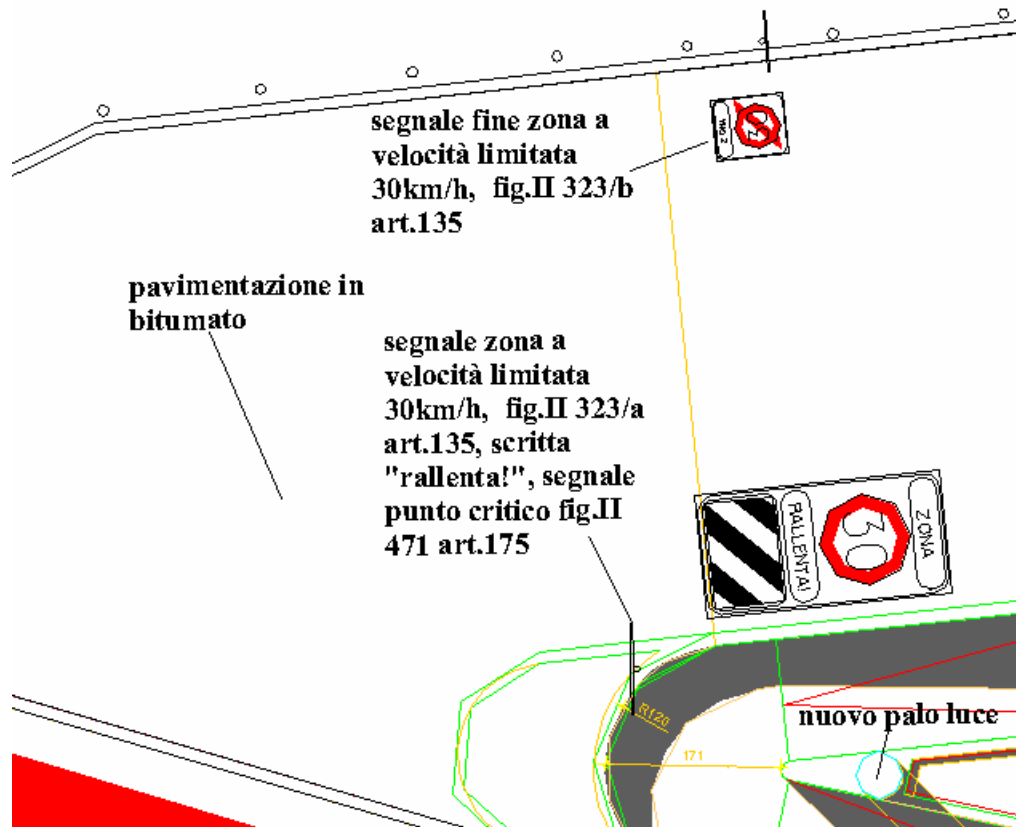 segnale fine zona a
velocità limitata
30km/h, fig.II 323/b
art.135
30
pavimentazione in
bitumato
segnale zona a
velocità limitata
30km/h, fig.II 323/a
art.135, scritta
"rallenta!", segnale
punto critico fig.II
471 art.175
ZONA
30
RALLENTA!
R120
171
nuovo palo luce